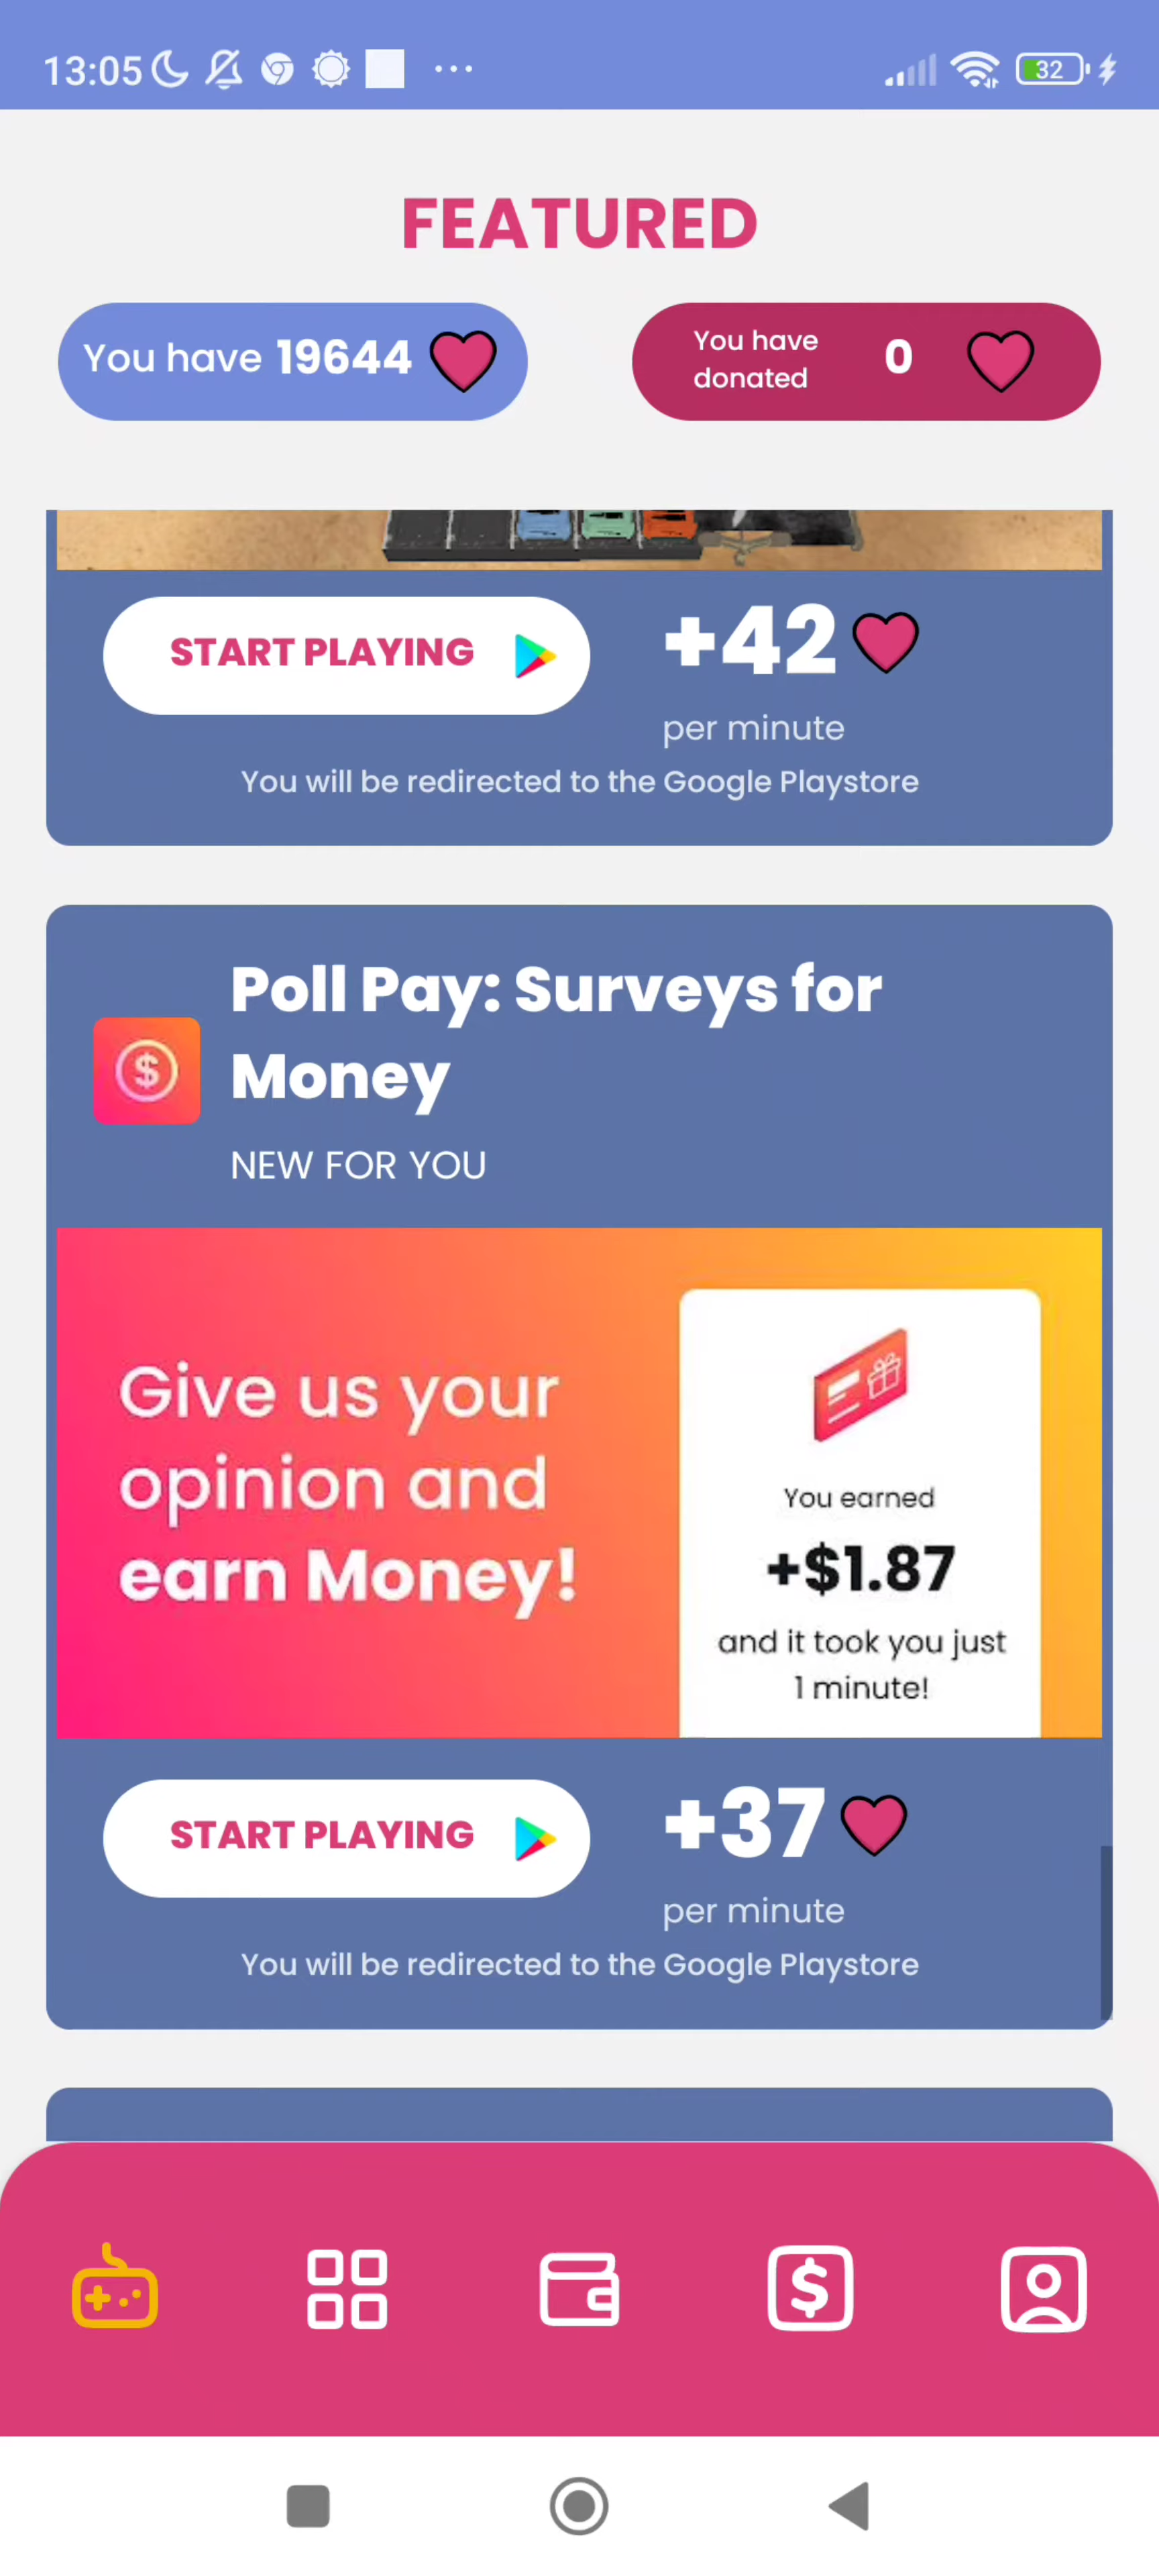 13:05
32
FEATURED
You have 19644
You have
donated
0
START PLAYING
+42
per minute
You will be redirected to the Google Playstore
Poll Pay: Surveys for
Money
NEW FOR YOU
$
Give us your
opinion and
earn Money!
You earned
+$1.87
and it took you just
1 minute!
START PLAYING
+37
per minute
You will be redirected to the Google Playstore
$